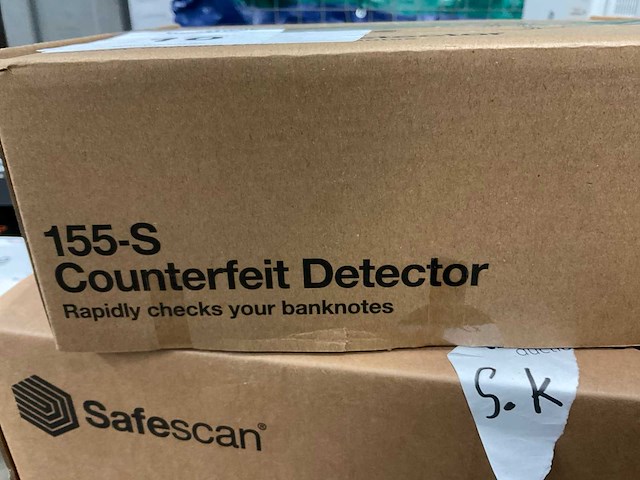 155-S
Counterfeit Detector
Rapidly checks your banknotes
Safescan®
S.K